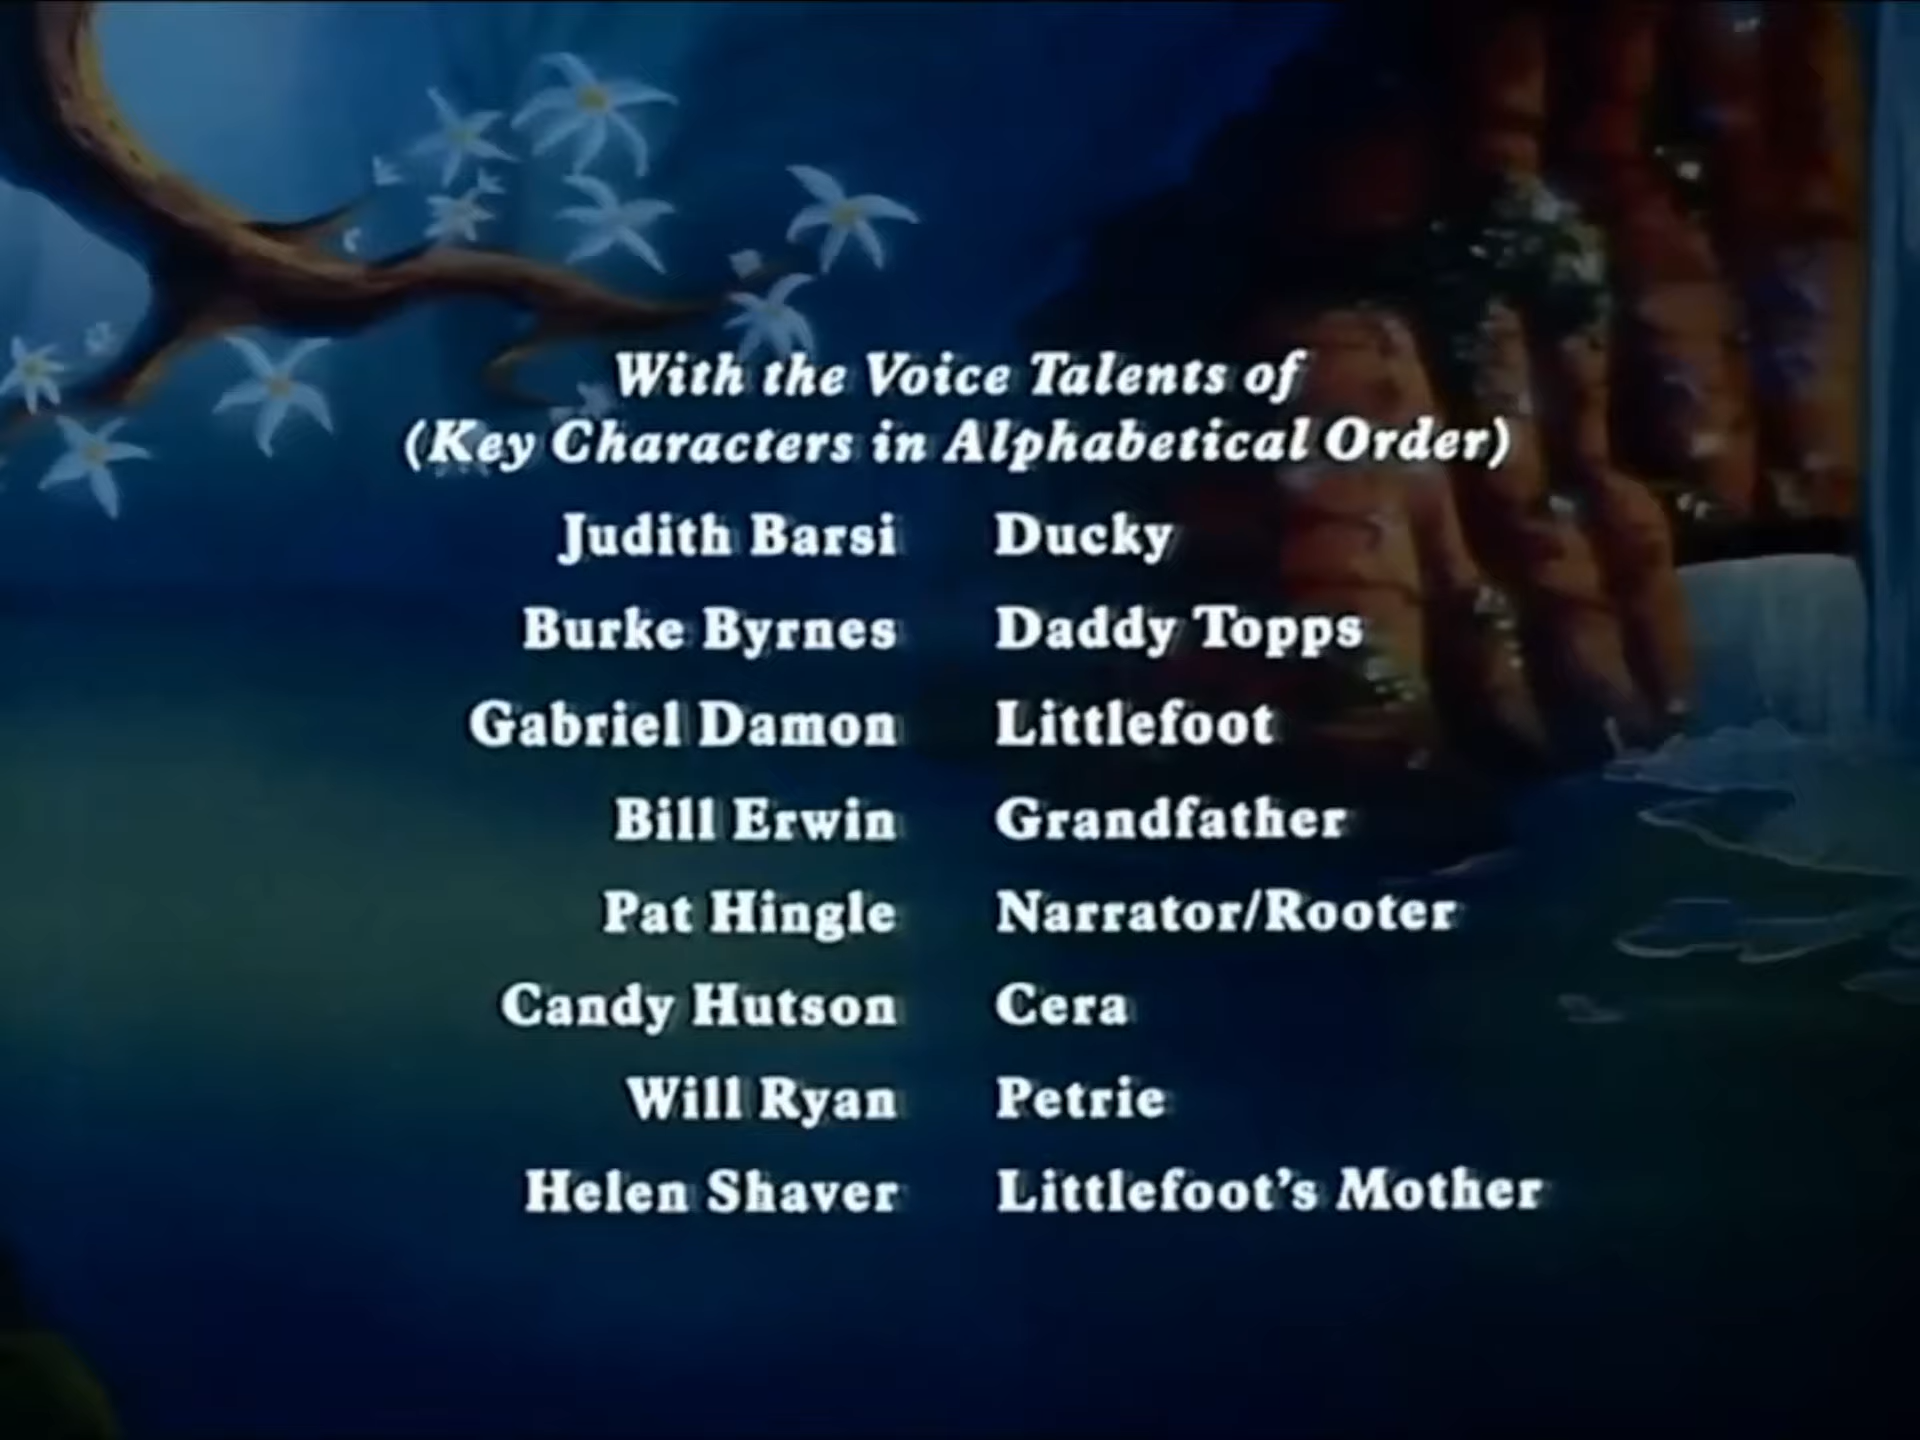 With the Voice Talents of
(Key Characters in Alphabetical Order)
Judith Barsi Ducky
Burke Byrnes Daddy Topps
Gabriel Damon Littlefoot
Bill Erwin Grandfather
Pat Hingle Narrator/Rooter
Candy Hutson Cera
Will Ryan Petrie
Helen Shaver Littlefoot's Mother